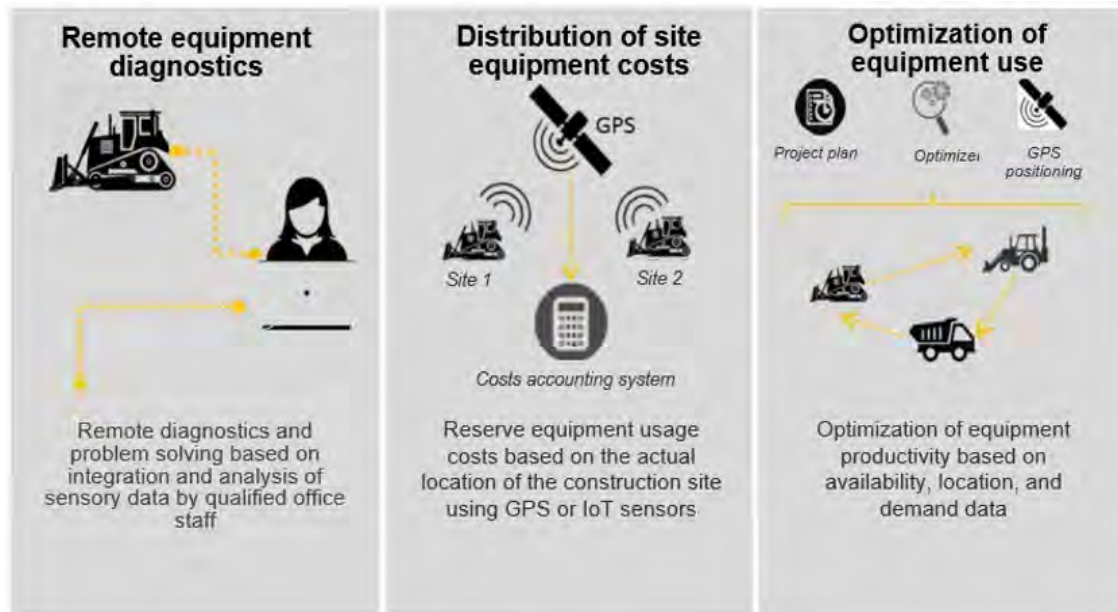 Remote equipment
diagnostics
Remote diagnostics and
problem solving based on
integration and analysis of
sensory data by qualified office
staff
Distribution of site
equipment costs
GPS
Site 1
Site 2
Costs accounting system
Reserve equipment usage
costs based on the actual
location of the construction site
using GPS or IoT sensors
Optimization of
equipment use
Project plan
Optimizer
GPS
positioning
Optimization of equipment
productivity based on
availability, location, and
demand data